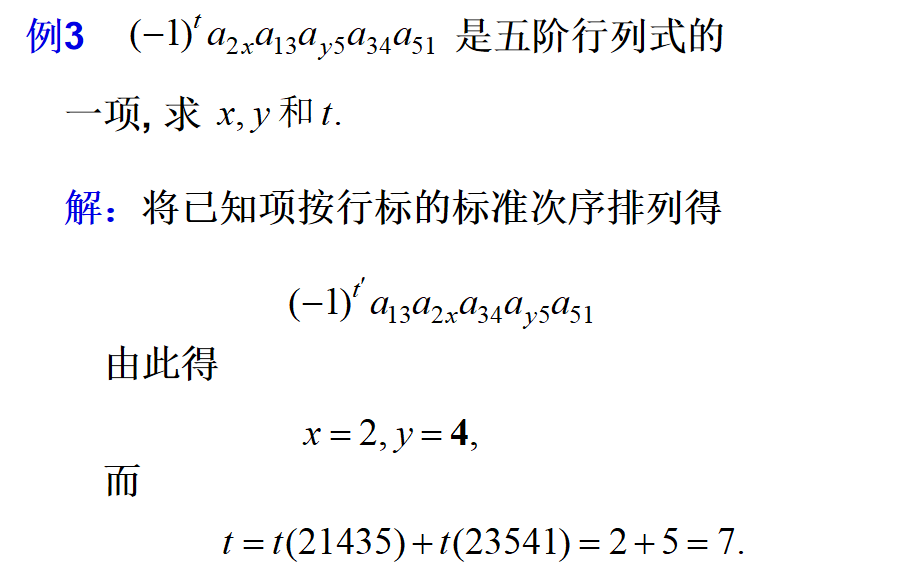 例3 $(-1)^{t} a_{2x}a_{13}a_{y5}a_{34}a_{51}$ 是五阶行列式的
一项, 求 $x, y$ 和 $t$.
解：将已知项按行标的标准次序排列得
$(-1)^{t'} a_{13}a_{2x}a_{34}a_{y5}a_{51}$
由此得
$x = 2, y = \mathbf{4},$
而
$t = t(21435) + t(23541) = 2 + 5 = 7.$